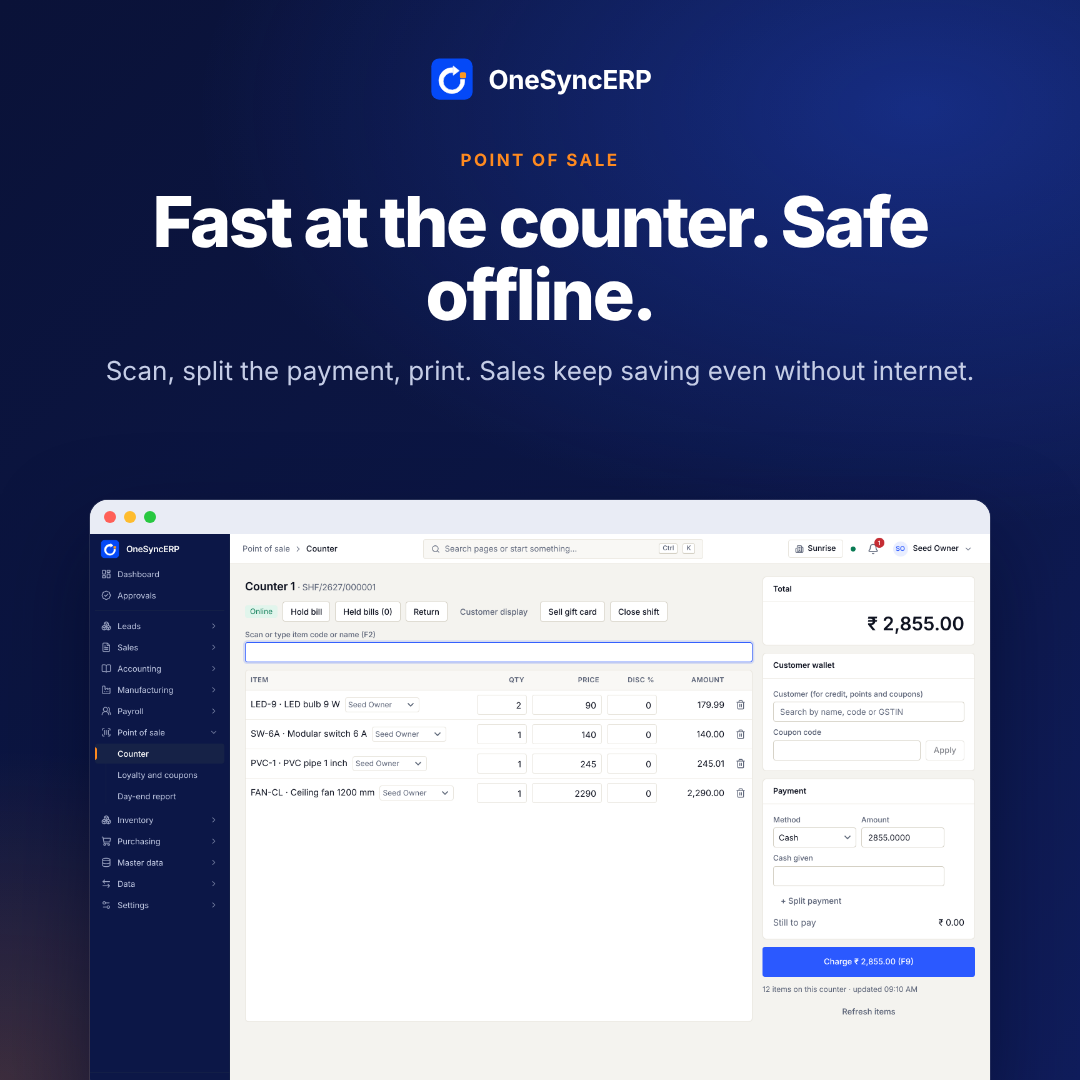 OneSyncERP
POINT OF SALE
Fast at the counter. Safe
offline.
Scan, split the payment, print. Sales keep saving even without internet.
OneSyncERP
Dashboard
Approvals
Leads
Sales
Accounting
Manufacturing
Payroll
Point of sale
Counter
Loyalty and coupons
Day-end report
Inventory
Purchasing
Master data
Data
Settings
Point of sale > Counter
Search pages or start something... Ctrl K
Sunrise 1 SO Seed Owner
Counter 1 · SHF/2627/000001
Online Hold bill Held bills (0) Return Customer display Sell gift card Close shift
Scan or type item code or name (F2)
ITEM QTY PRICE DISC % AMOUNT
LED-9 · LED bulb 9 W Seed Owner 2 90 0 179.99
SW-6A · Modular switch 6 A Seed Owner 1 140 0 140.00
PVC-1 · PVC pipe 1 inch Seed Owner 1 245 0 245.01
FAN-CL · Ceiling fan 1200 mm Seed Owner 1 2290 0 2,290.00
Total
₹ 2,855.00
Customer wallet
Customer (for credit, points and coupons)
Search by name, code or GSTIN
Coupon code
Apply
Payment
Method Amount
Cash 2855.0000
Cash given
+ Split payment
Still to pay ₹ 0.00
Charge ₹ 2,855.00 (F9)
12 items on this counter · updated 09:10 AM
Refresh items